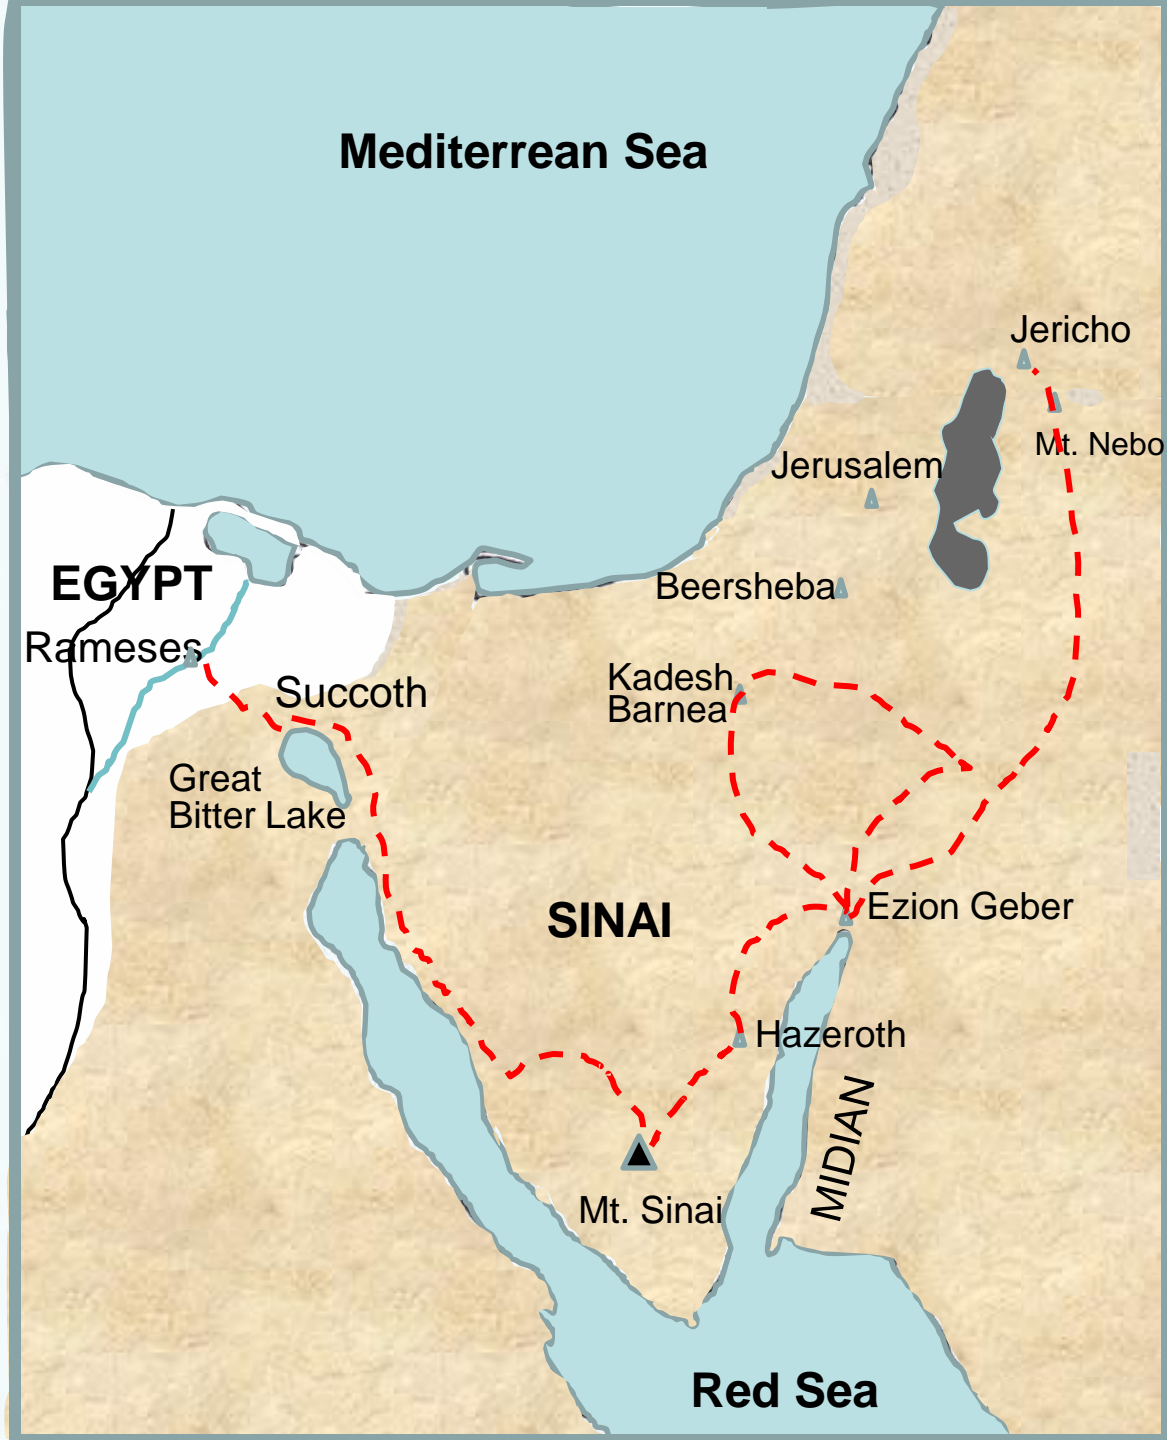 Mediterrean Sea
Jericho
Mt. Nebo
Jerusalem
EGYPT
Beersheba
Rameses
Succoth
Kadesh
Barnea
Great
Bitter Lake
SINAI
Ezion Geber
Hazeroth
MIDIAN
Mt. Sinai
Red Sea